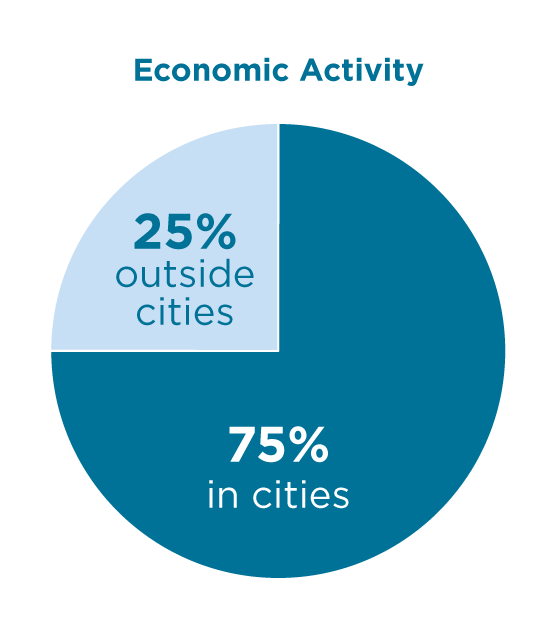 Economic Activity
25%
outside
cities
75%
in cities